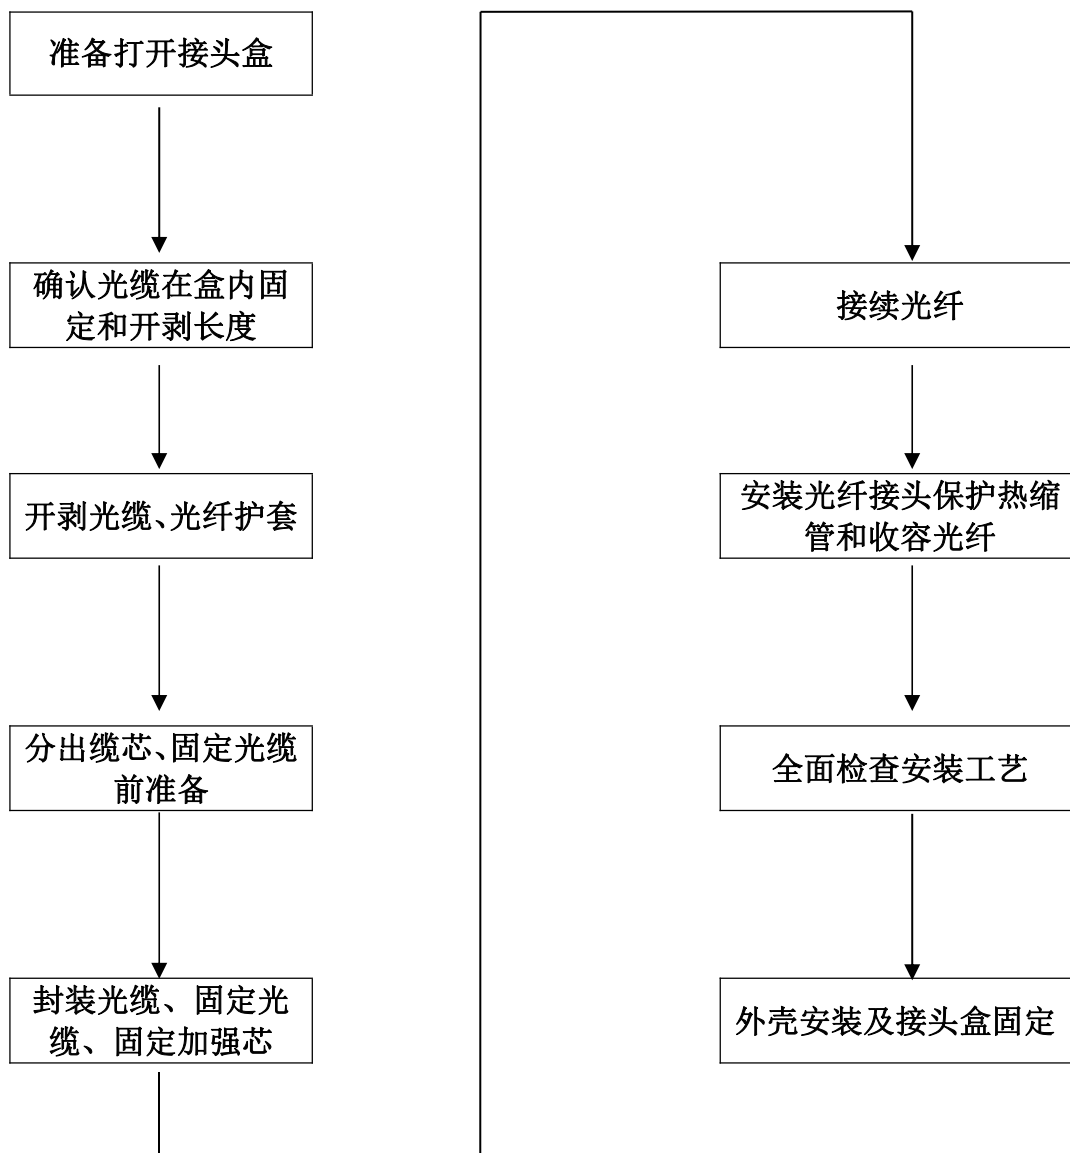 准备打开接头盒
确认光缆在盒内固
定和开剥长度
开剥光缆、光纤护套
分出缆芯、固定光缆
前准备
封装光缆、固定光
缆、固定加强芯
接续光纤
安装光纤接头保护热缩
管和收容光纤
全面检查安装工艺
外壳安装及接头盒固定